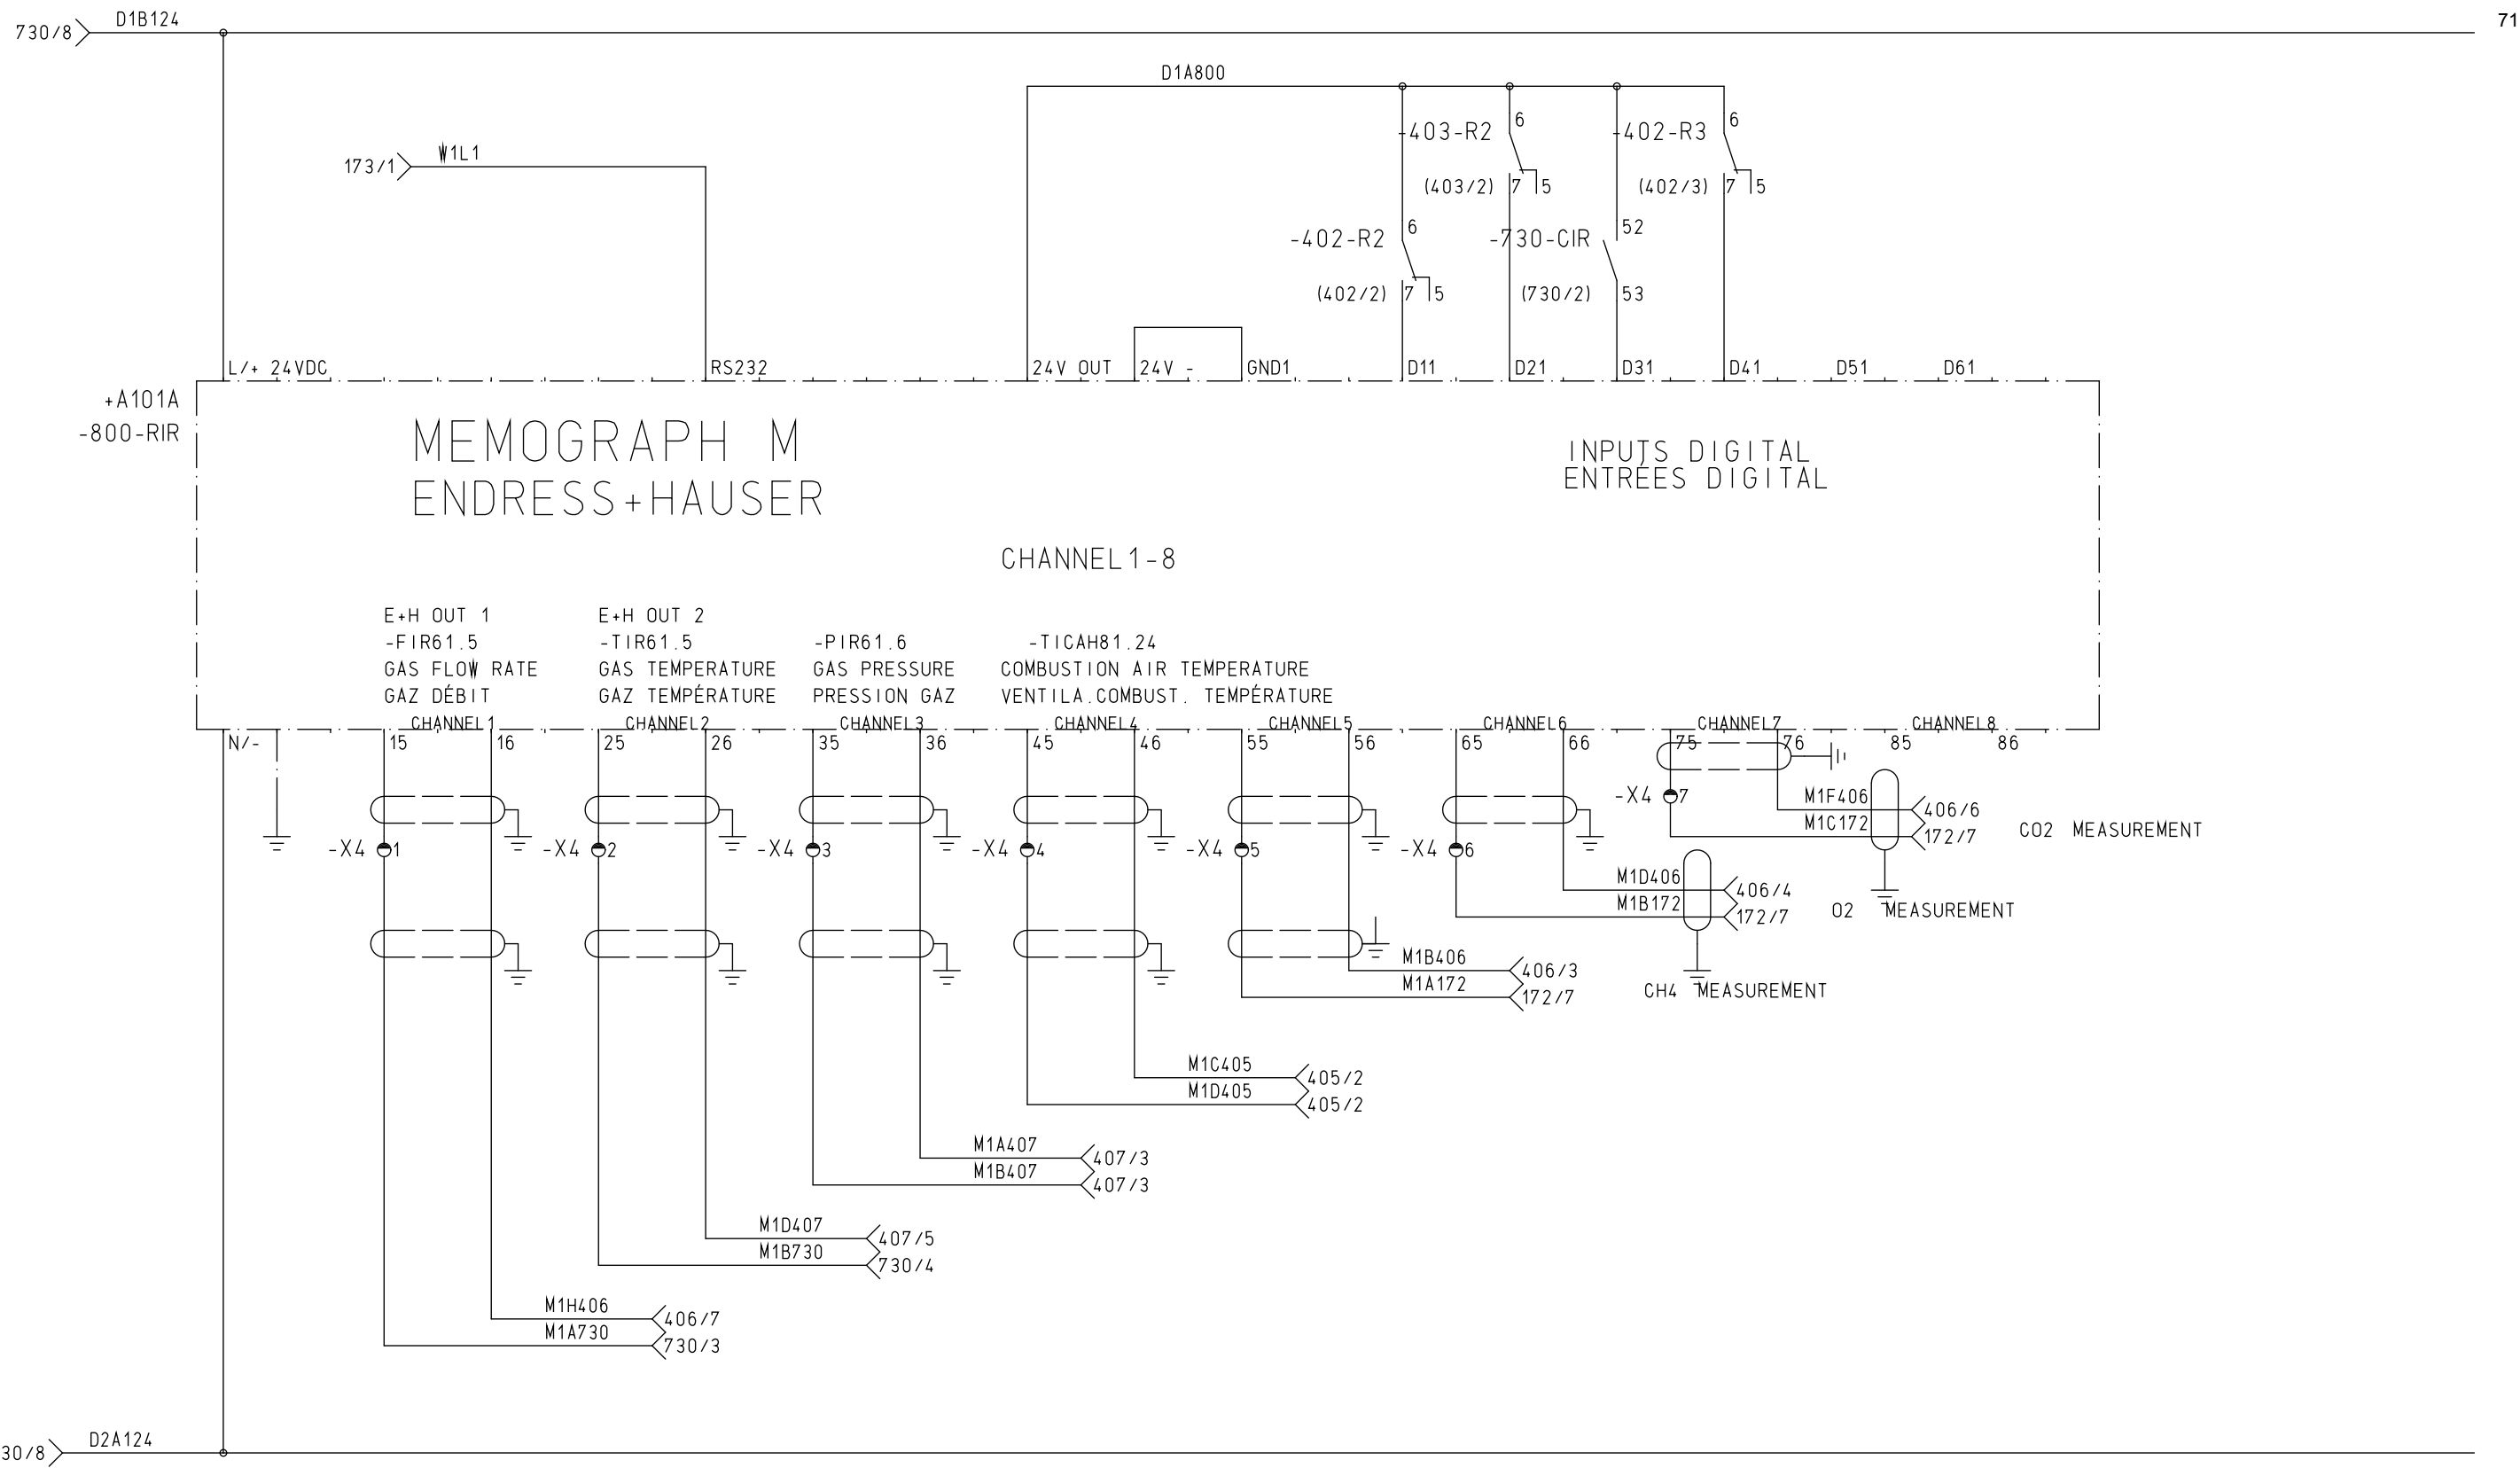 730/8 D1B124 71
D1A800
-403-R2 6 -402-R3 6
173/1 W1L1
(403/2) 7 5 (402/3) 7 5
-402-R2 6 -730-CIR 52
(402/2) 7 5 (730/2) 53
L/+ 24VDC RS232 24V OUT 24V - GND1 D11 D21 D31 D41 D51 D61
+A101A
-800-RIR
MEMOGRAPH M
ENDRESS+HAUSER
INPUTS DIGITAL
ENTRÉES DIGITAL
CHANNEL1-8
E+H OUT 1 E+H OUT 2
-FIR61.5 -TIR61.5 -PIR61.6 -TICAH81.24
GAS FLOW RATE GAS TEMPERATURE GAS PRESSURE COMBUSTION AIR TEMPERATURE
GAZ DÉBIT GAZ TEMPÉRATURE PRESSION GAZ VENTILA.COMBUST. TEMPÉRATURE
CHANNEL1 CHANNEL2 CHANNEL3 CHANNEL4 CHANNEL5 CHANNEL6 CHANNEL7 CHANNEL8
N/- 15 16 25 26 35 36 45 46 55 56 65 66 75 76 85 86
-X4 7 M1F406 406/6
M1C172 172/7 CO2 MEASUREMENT
-X4 1 -X4 2 -X4 3 -X4 4 -X4 5 -X4 6
M1D406 406/4
M1B172 172/7 O2 MEASUREMENT
M1B406 406/3
M1A172 172/7 CH4 MEASUREMENT
M1C405 405/2
M1D405 405/2
M1A407 407/3
M1B407 407/3
M1D407 407/5
M1B730 730/4
M1H406 406/7
M1A730 730/3
30/8 D2A124